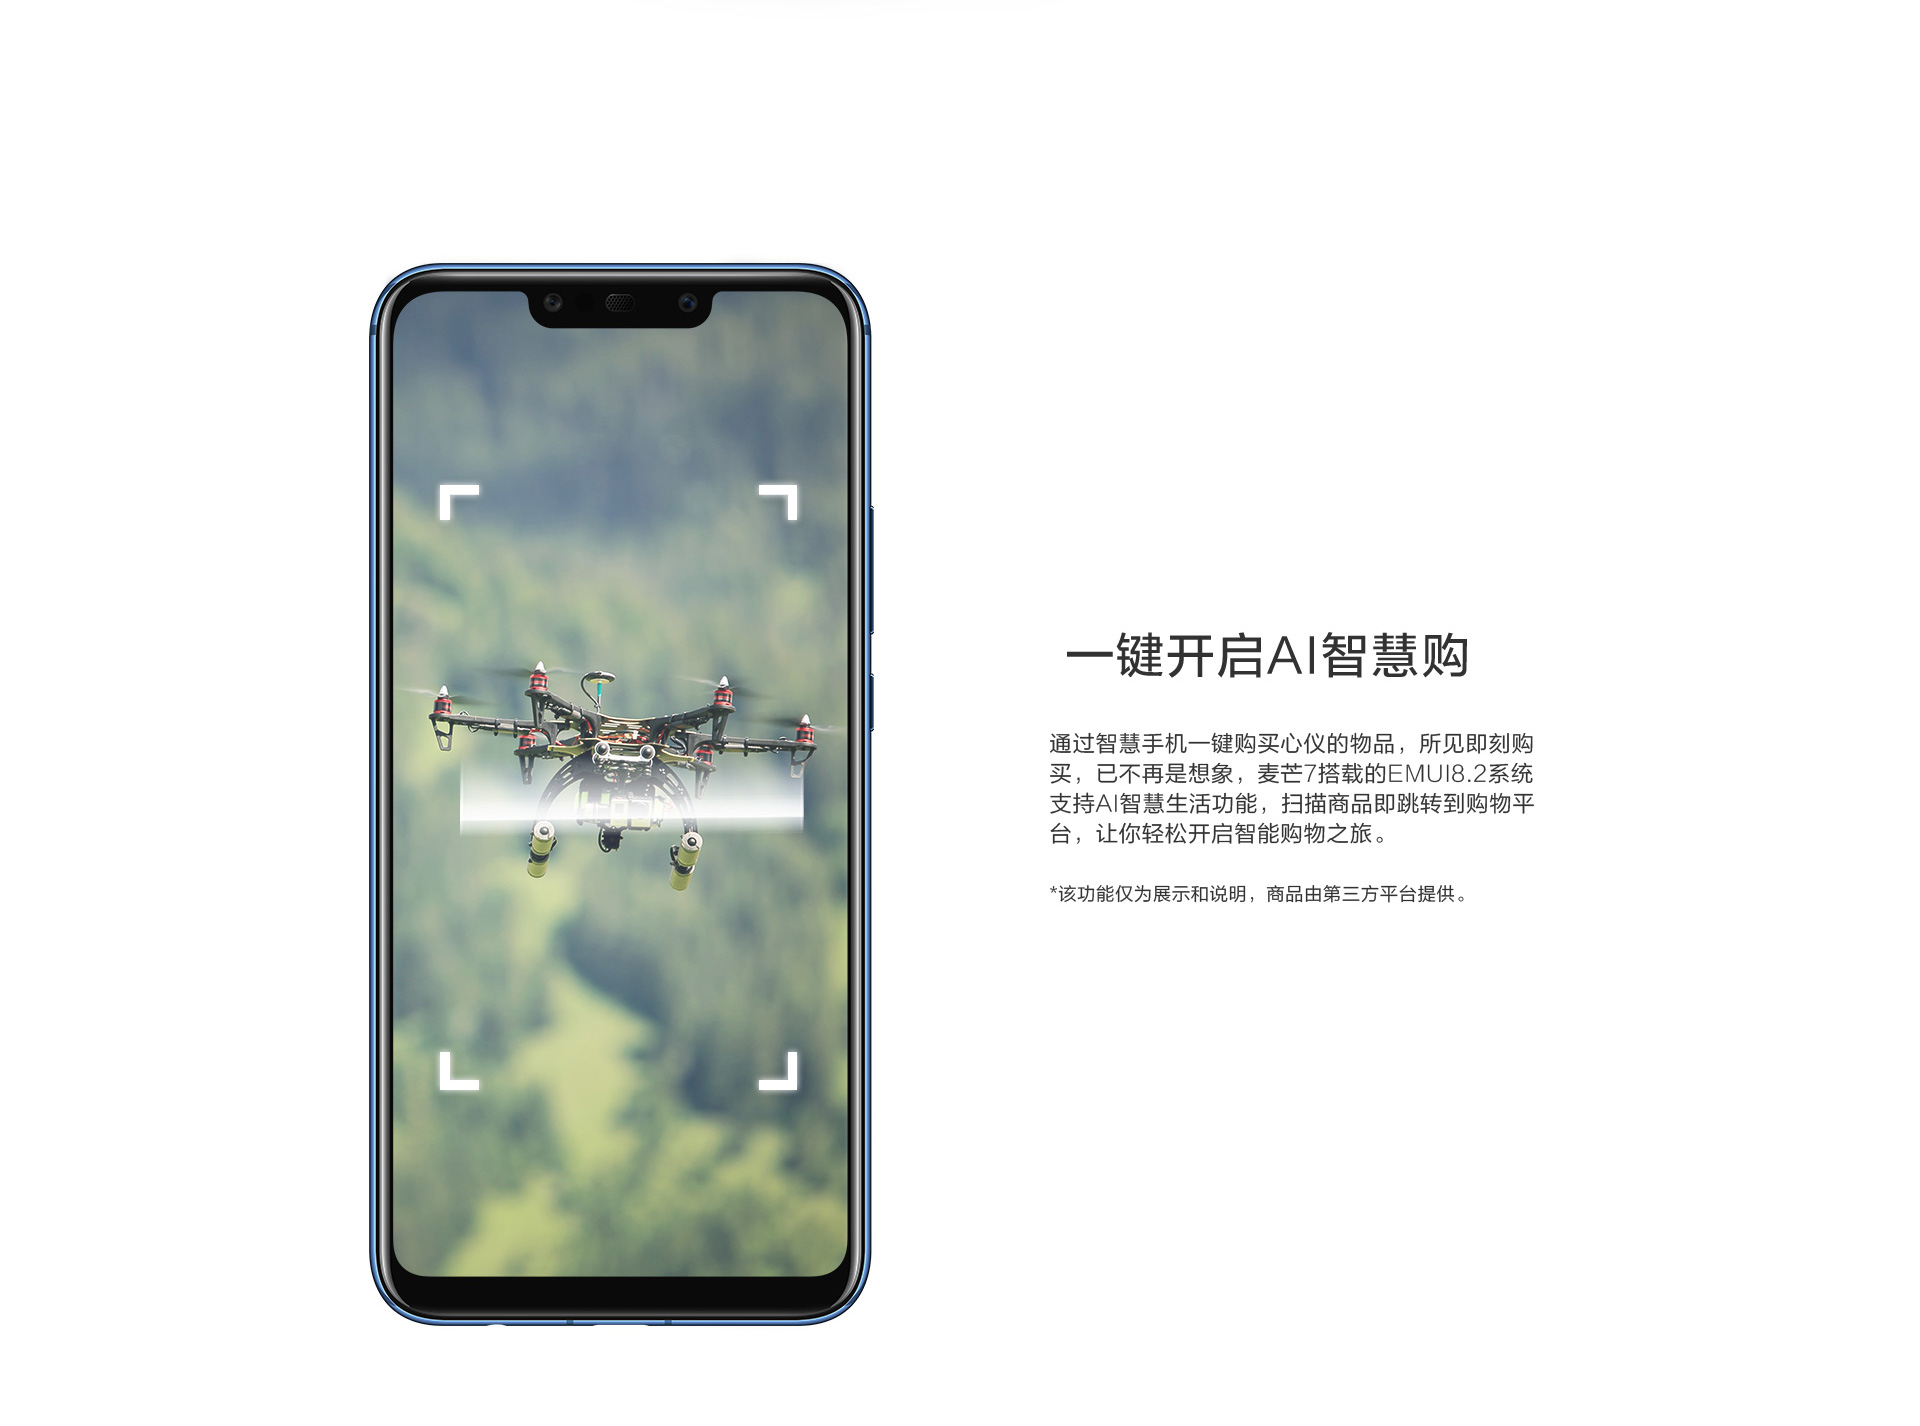 一键开启AI智慧购
通过智慧手机一键购买心仪的物品，所见即刻购
买，已不再是想象，麦芒7搭载的EMUI8.2系统
支持AI智慧生活功能，扫描商品即跳转到购物平
台，让你轻松开启智能购物之旅。
*该功能仅为展示和说明，商品由第三方平台提供。